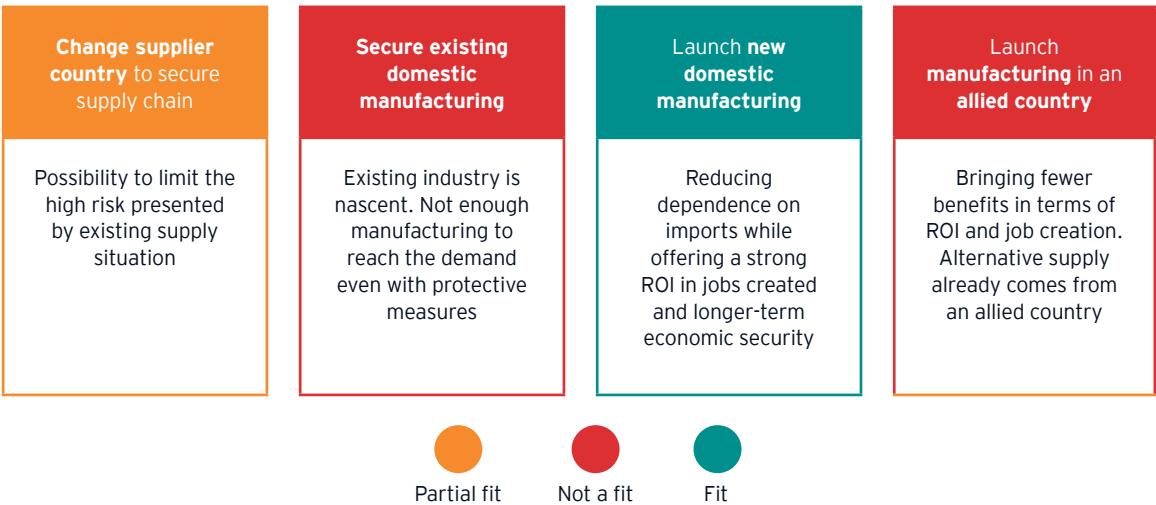 Change supplier
country to secure
supply chain
Possibility to limit the
high risk presented
by existing supply
situation
Secure existing
domestic
manufacturing
Existing industry is
nascent. Not enough
manufacturing to
reach the demand
even with protective
measures
Launch new
domestic
manufacturing
Reducing
dependence on
imports while
offering a strong
ROI in jobs created
and longer-term
economic security
Launch
manufacturing in an
allied country
Bringing fewer
benefits in terms of
ROI and job creation.
Alternative supply
already comes from
an allied country
Partial fit
Not a fit
Fit